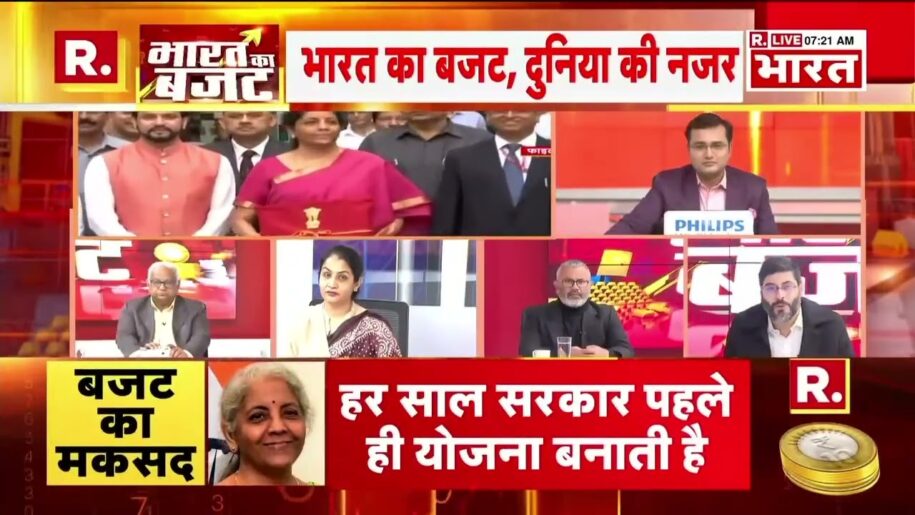 R.
भारत का
बजट
भारत का बजट, दुनिया की नजर
R. LIVE 07:21 AM
भारत
PHILIPS
बजट
का
मकसद
हर साल सरकार पहले
ही योजना बनाती है
R.